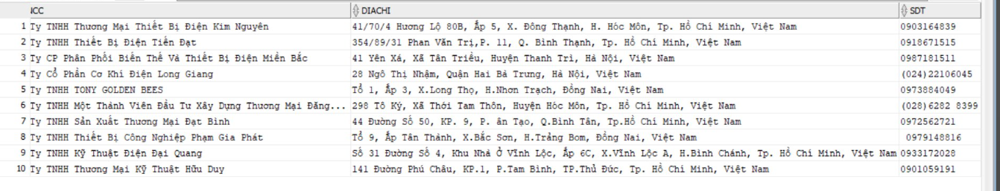 ICC DIACHI SDT
1 Ty TNHH Thương Mại Thiết Bị Điện Kim Nguyên 41/70/4 Hương Lộ 80B, Ấp 5, X. Đông Thạnh, H. Hóc Môn, Tp. Hồ Chí Minh, Việt Nam 0903164839
2 Ty TNHH Thiết Bị Điện Tiến Đạt 354/89/31 Phan Văn Trị,P. 11, Q. Bình Thạnh, Tp. Hồ Chí Minh, Việt Nam 0918671515
3 Ty CP Phân Phối Biến Thế Và Thiết Bị Điện Miền Bắc 41 Yên Xá, Xã Tân Triều, Huyện Thanh Trì, Hà Nội, Việt Nam 0987181511
4 Ty Cổ Phần Cơ Khí Điện Long Giang 28 Ngô Thị Nhậm, Quận Hai Bà Trưng, Hà Nội, Việt Nam (024)22106045
5 Ty TNHH TONY GOLDEN BEES Tổ 1, Ấp 3, X.Long Thọ, H.Nhơn Trạch, Đồng Nai, Việt Nam 0973884049
6 Ty TNHH Một Thành Viên Đầu Tư Xây Dựng Thương Mại Đăng... 298 Tô Ký, Xã Thới Tam Thôn, Huyện Hóc Môn, Tp. Hồ Chí Minh, Việt Nam (028)6282 8399
7 Ty TNHH Sản Xuất Thương Mại Đạt Bình 44 Đường Số 50, KP. 9, P. ân Tạo, Q.Bình Tân, Tp.Hồ Chí Minh, Việt Nam 0972562721
8 Ty TNHH Thiết Bị Công Nghiệp Phạm Gia Phát Tổ 9, Ấp Tân Thành, X.Bắc Sơn, H.Trảng Bom, Đồng Nai, Việt Nam 0979148816
9 Ty TNHH Kỹ Thuật Điện Đại Quang Số 31 Đường Số 4, Khu Nhà Ở Vĩnh Lộc, Ấp 6C, X.Vĩnh Lộc A, H.Bình Chánh, Tp. Hồ Chí Minh, Việt Nam 0933172028
10 Ty TNHH Thương Mại Kỹ Thuật Hữu Duy 141 Đường Phú Châu, KP.1, P.Tam Bình, TP.Thủ Đức, Tp. Hồ Chí Minh, Việt Nam 0901059191